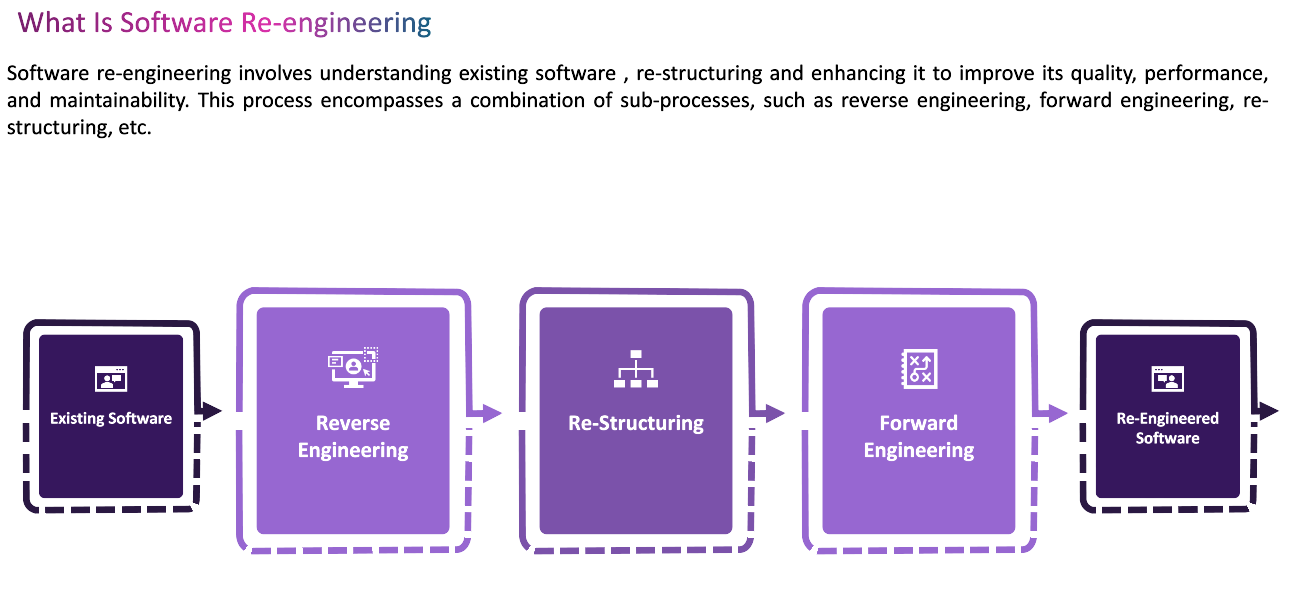 What Is Software Re-engineering
Software re-engineering involves understanding existing software , re-structuring and enhancing it to improve its quality, performance,
and maintainability. This process encompasses a combination of sub-processes, such as reverse engineering, forward engineering, re-
structuring, etc.
Existing Software
Reverse
Engineering
Re-Structuring
Forward
Engineering
Re-Engineered
Software